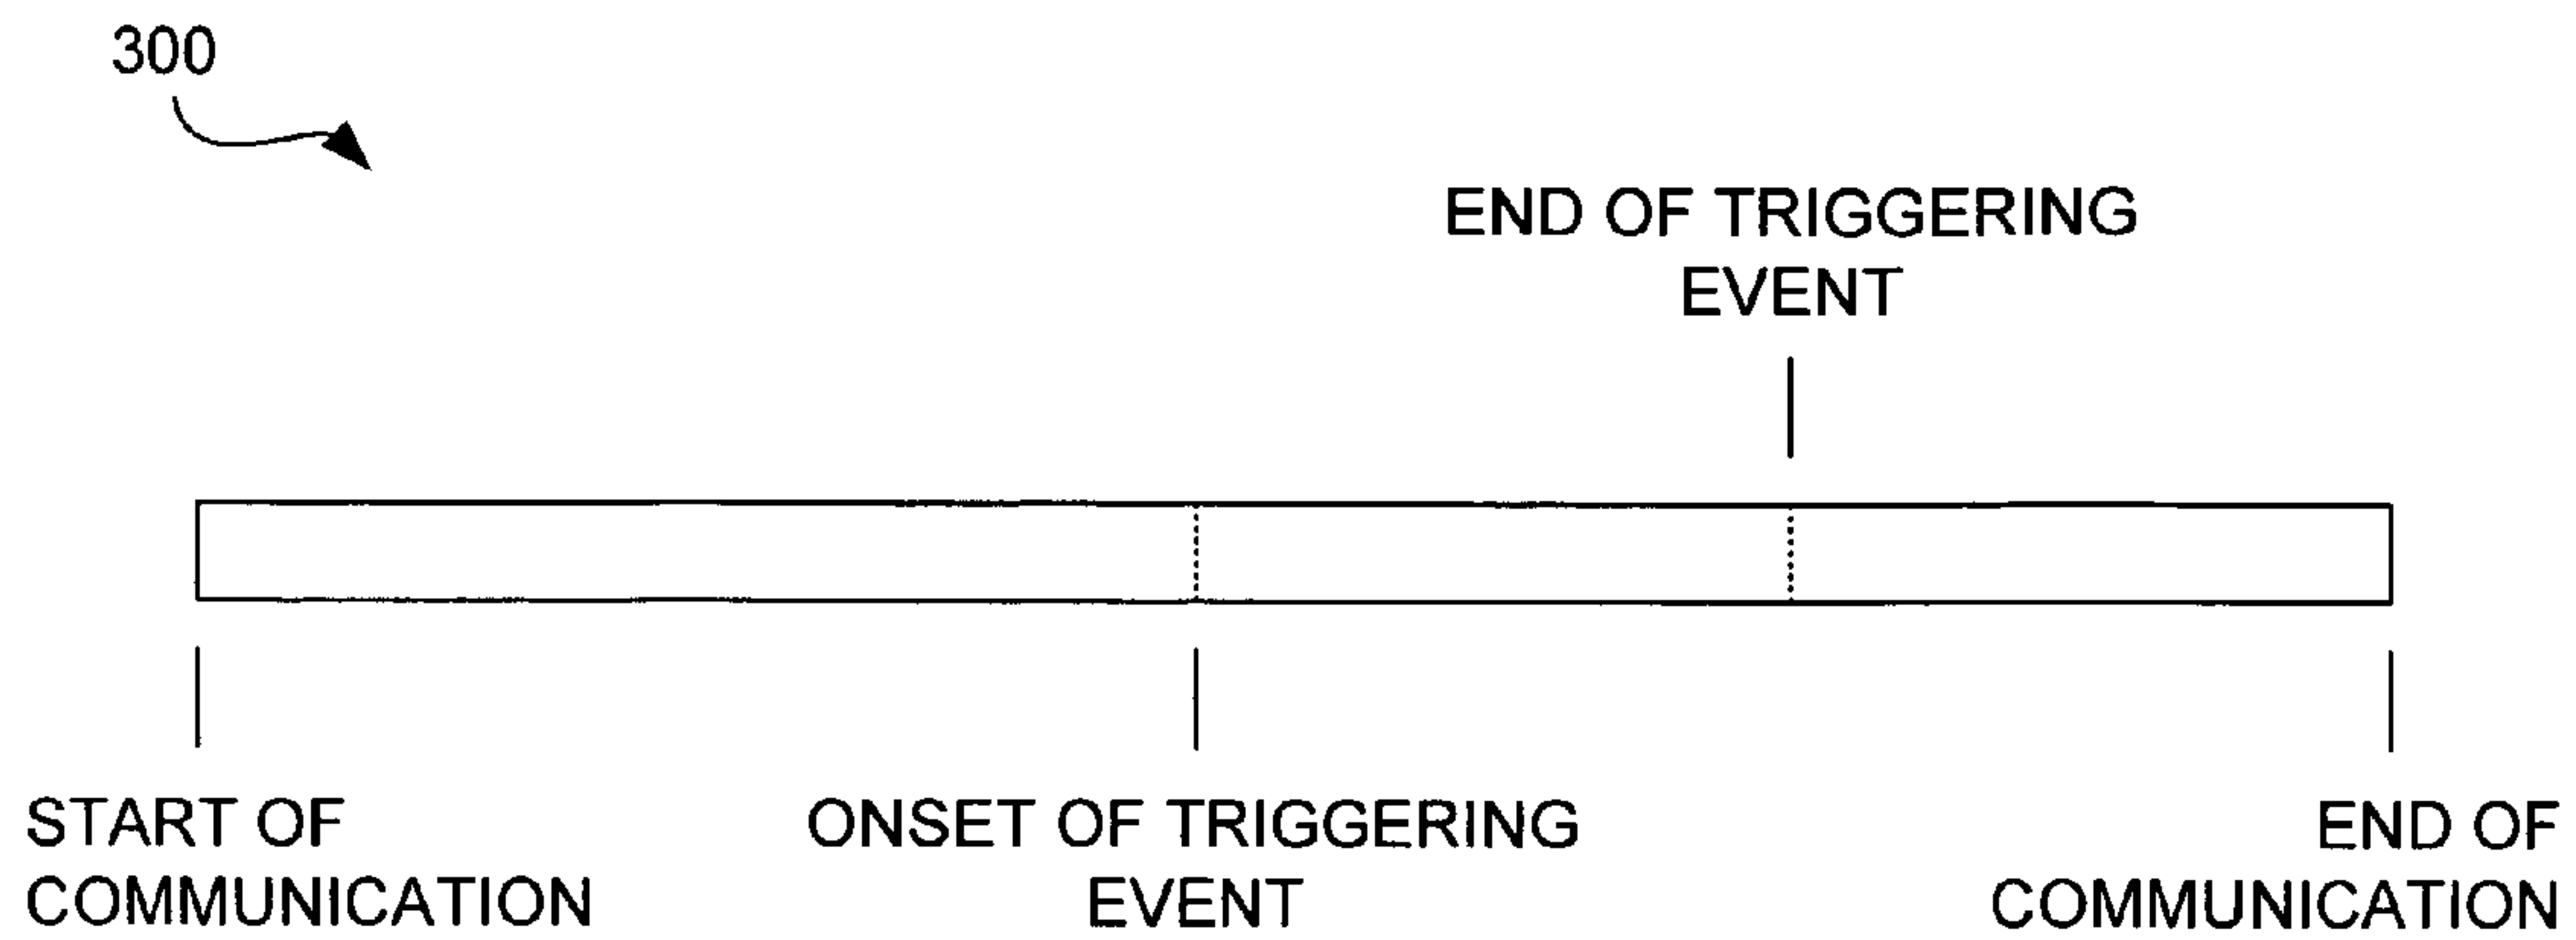 300
END OF TRIGGERING
EVENT
START OF
COMMUNICATION
ONSET OF TRIGGERING
EVENT
END OF
COMMUNICATION